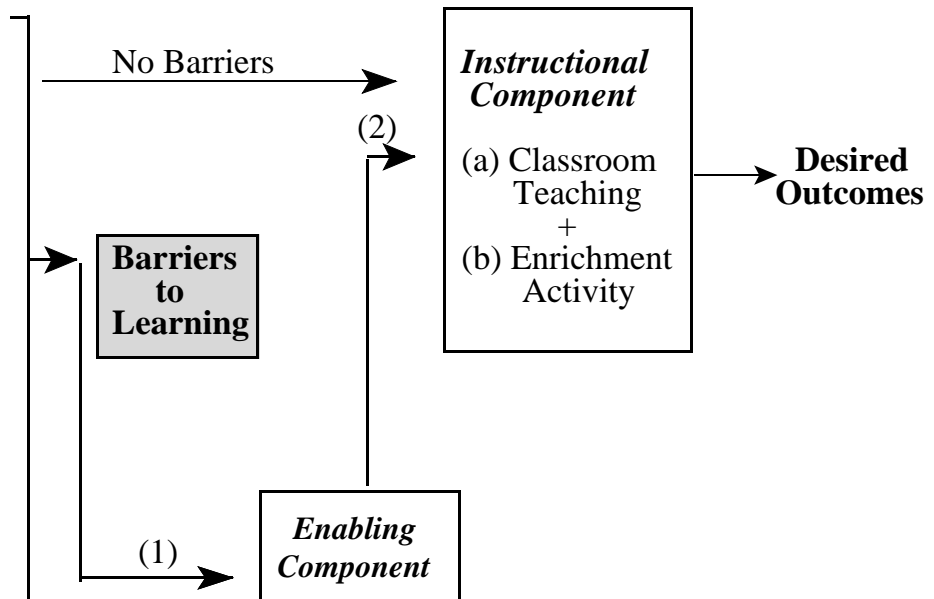 No Barriers
Instructional
Component
(2)
(a) Classroom
Teaching
+
(b) Enrichment
Activity
Desired
Outcomes
Barriers
to
Learning
(1)
Enabling
Component